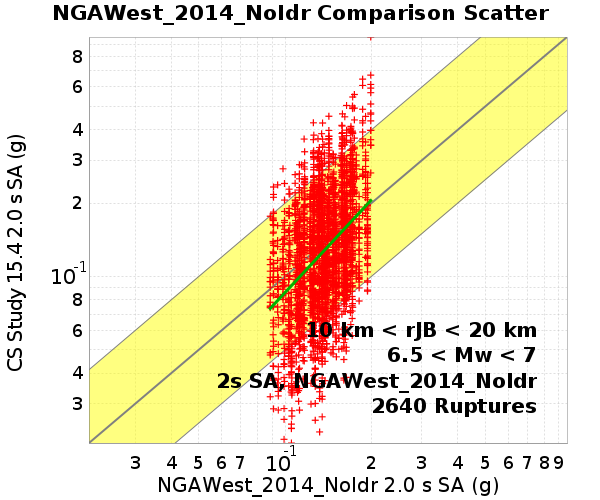 NGAWest_2014_NoIdr Comparison Scatter
CS Study 15.4 2.0 s SA (g)
8
6
4
3
2
10-1
8
6
4
3
10 km < rJB < 20 km
6.5 < Mw < 7
2s SA, NGAWest_2014_NoIdr
2640 Ruptures
3 4 5 6 7 10-1 2 3 4 5 6 7 8 9
NGAWest_2014_NoIdr 2.0 s SA (g)